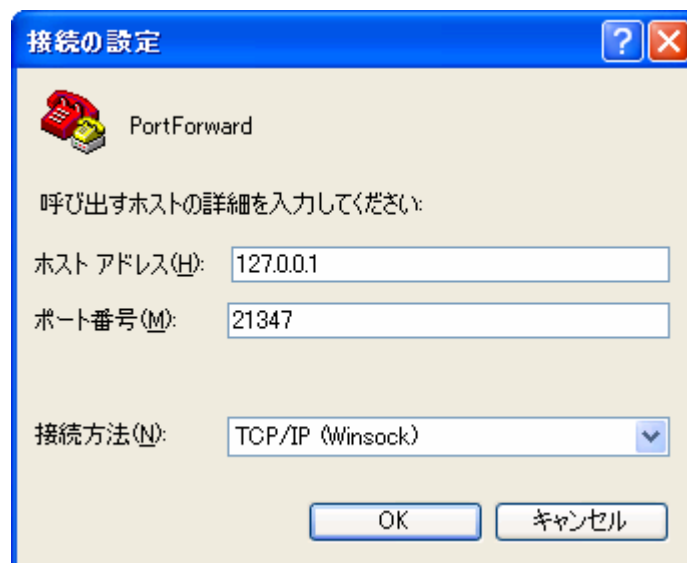 接続の設定
PortForward
呼び出すホストの詳細を入力してください:
ホスト アドレス(H): 127.0.0.1
ポート番号(M): 21347
接続方法(N): TCP/IP (Winsock)
OK キャンセル